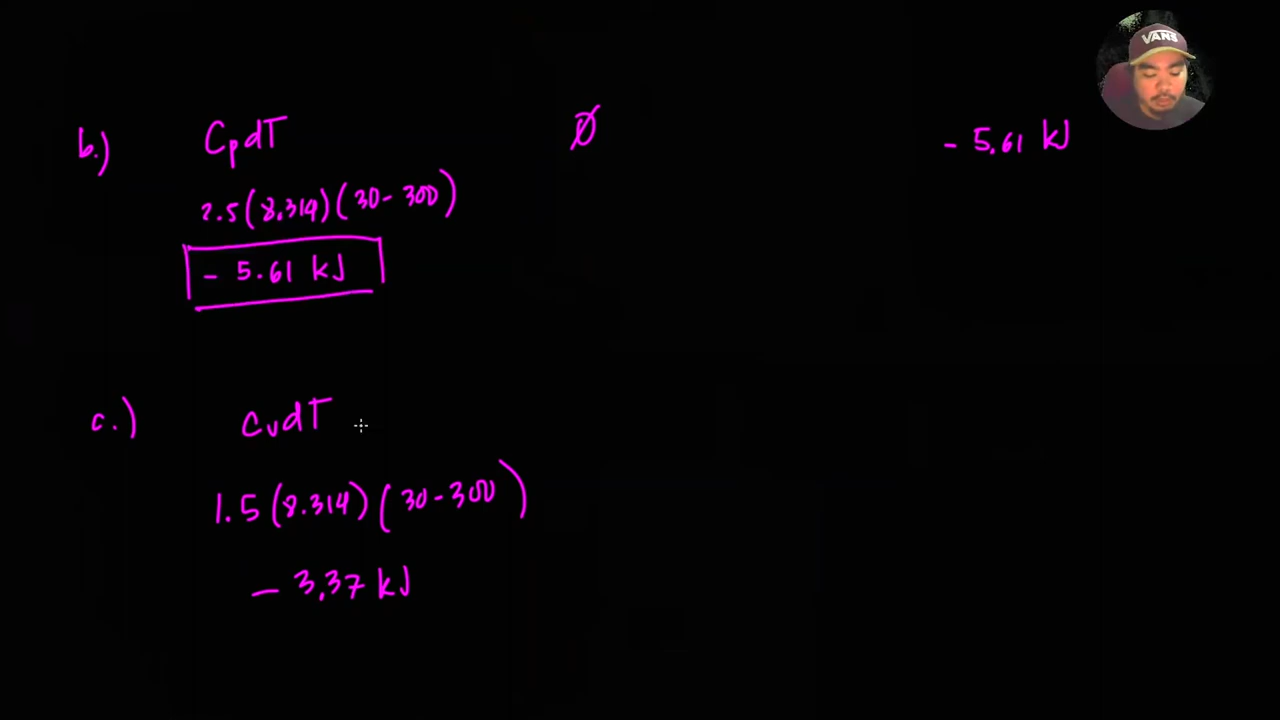 VANS
b.) CpdT Ø - 5.61 kJ
2.5(8.314)(30-300)
- 5.61 kJ
c.) CvdT
1.5(8.314)(30-300)
- 3.37 kJ